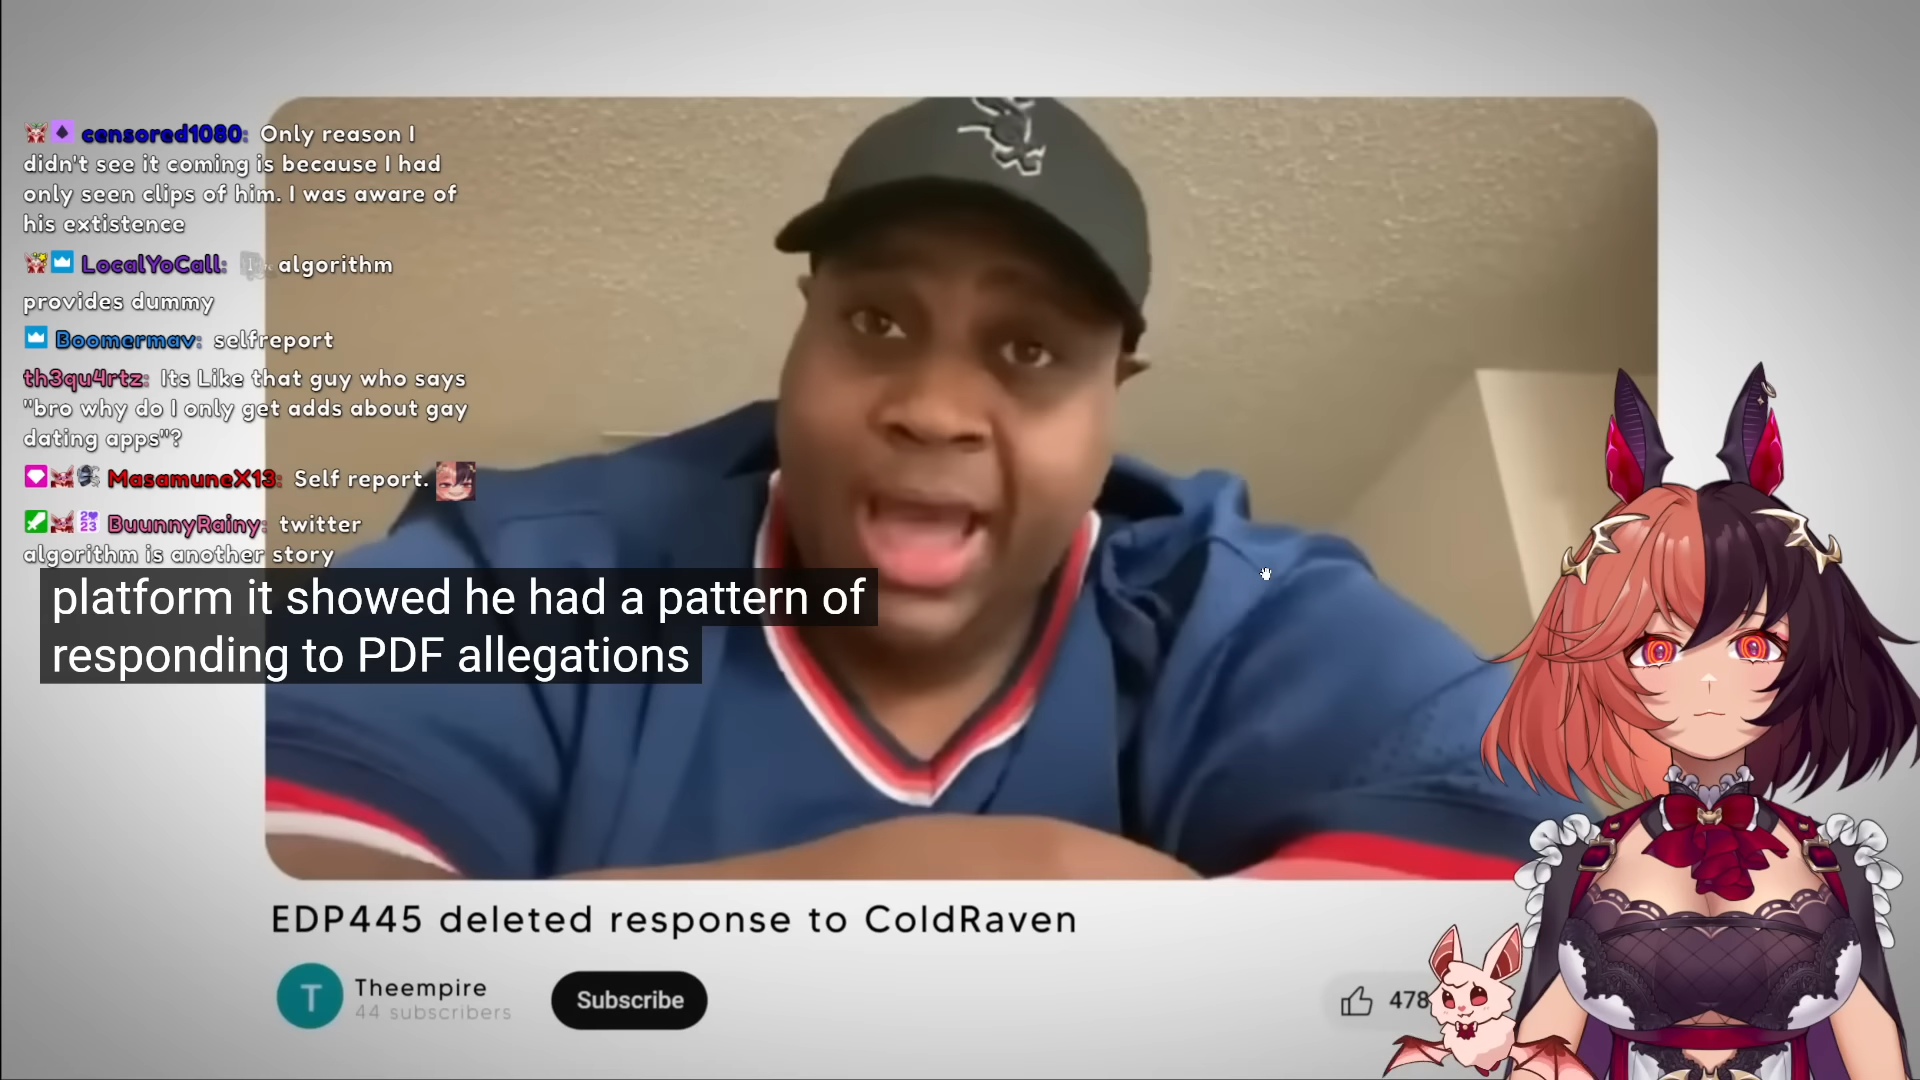 censored1080: Only reason I
didn't see it coming is because I had
only seen clips of him. I was aware of
his extistence
LocalYoCall: algorithm
provides dummy
Boomermav: selfreport
th3qu4rtz: Its Like that guy who says
"bro why do I only get adds about gay
dating apps"?
MasamuneX13: Self report.
BuunnyRainy: twitter
algorithm is another story
platform it showed he had a pattern of
responding to PDF allegations
EDP445 deleted response to ColdRaven
T
Theempire
44 subscribers
Subscribe
478